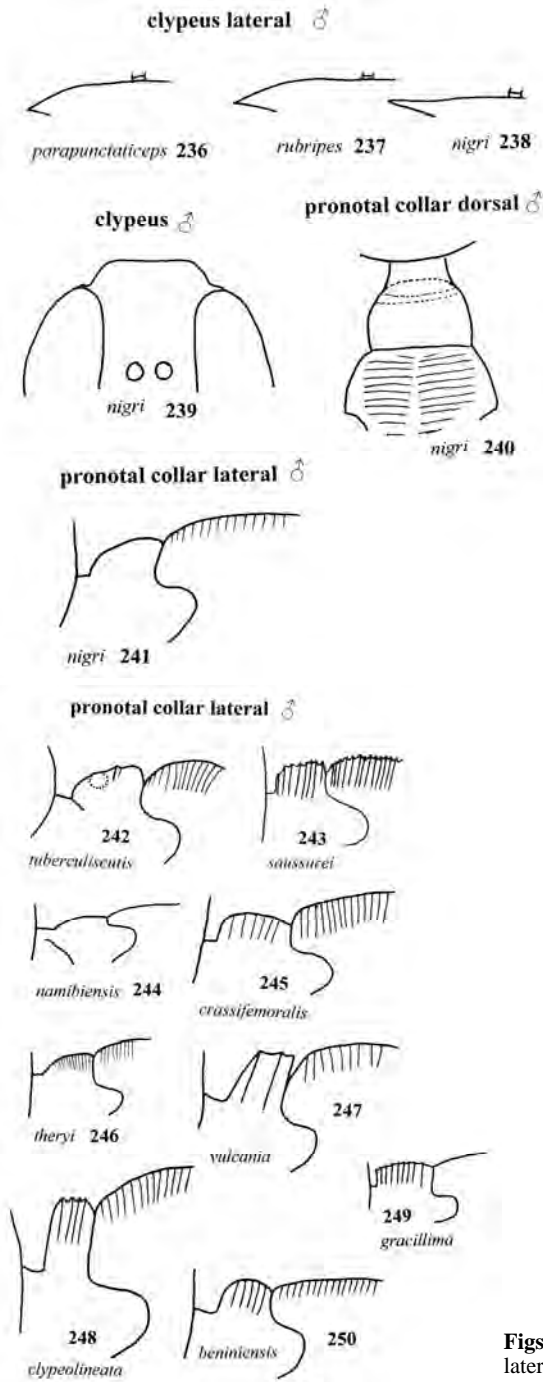 clypeus lateral ♂
parapunctaticeps 236
rubripes 237
nigri 238
clypeus ♂
pronotal collar dorsal ♂
nigri 239
nigri 240
pronotal collar lateral ♂
nigri 241
pronotal collar lateral ♂
242
tuberculiscutis
243
saussurei
namibiensis 244
245
crassifemoralis
theryi 246
247
vulcania
249
gracillima
248
clypeolineata
beniniensis 250
Figs
later